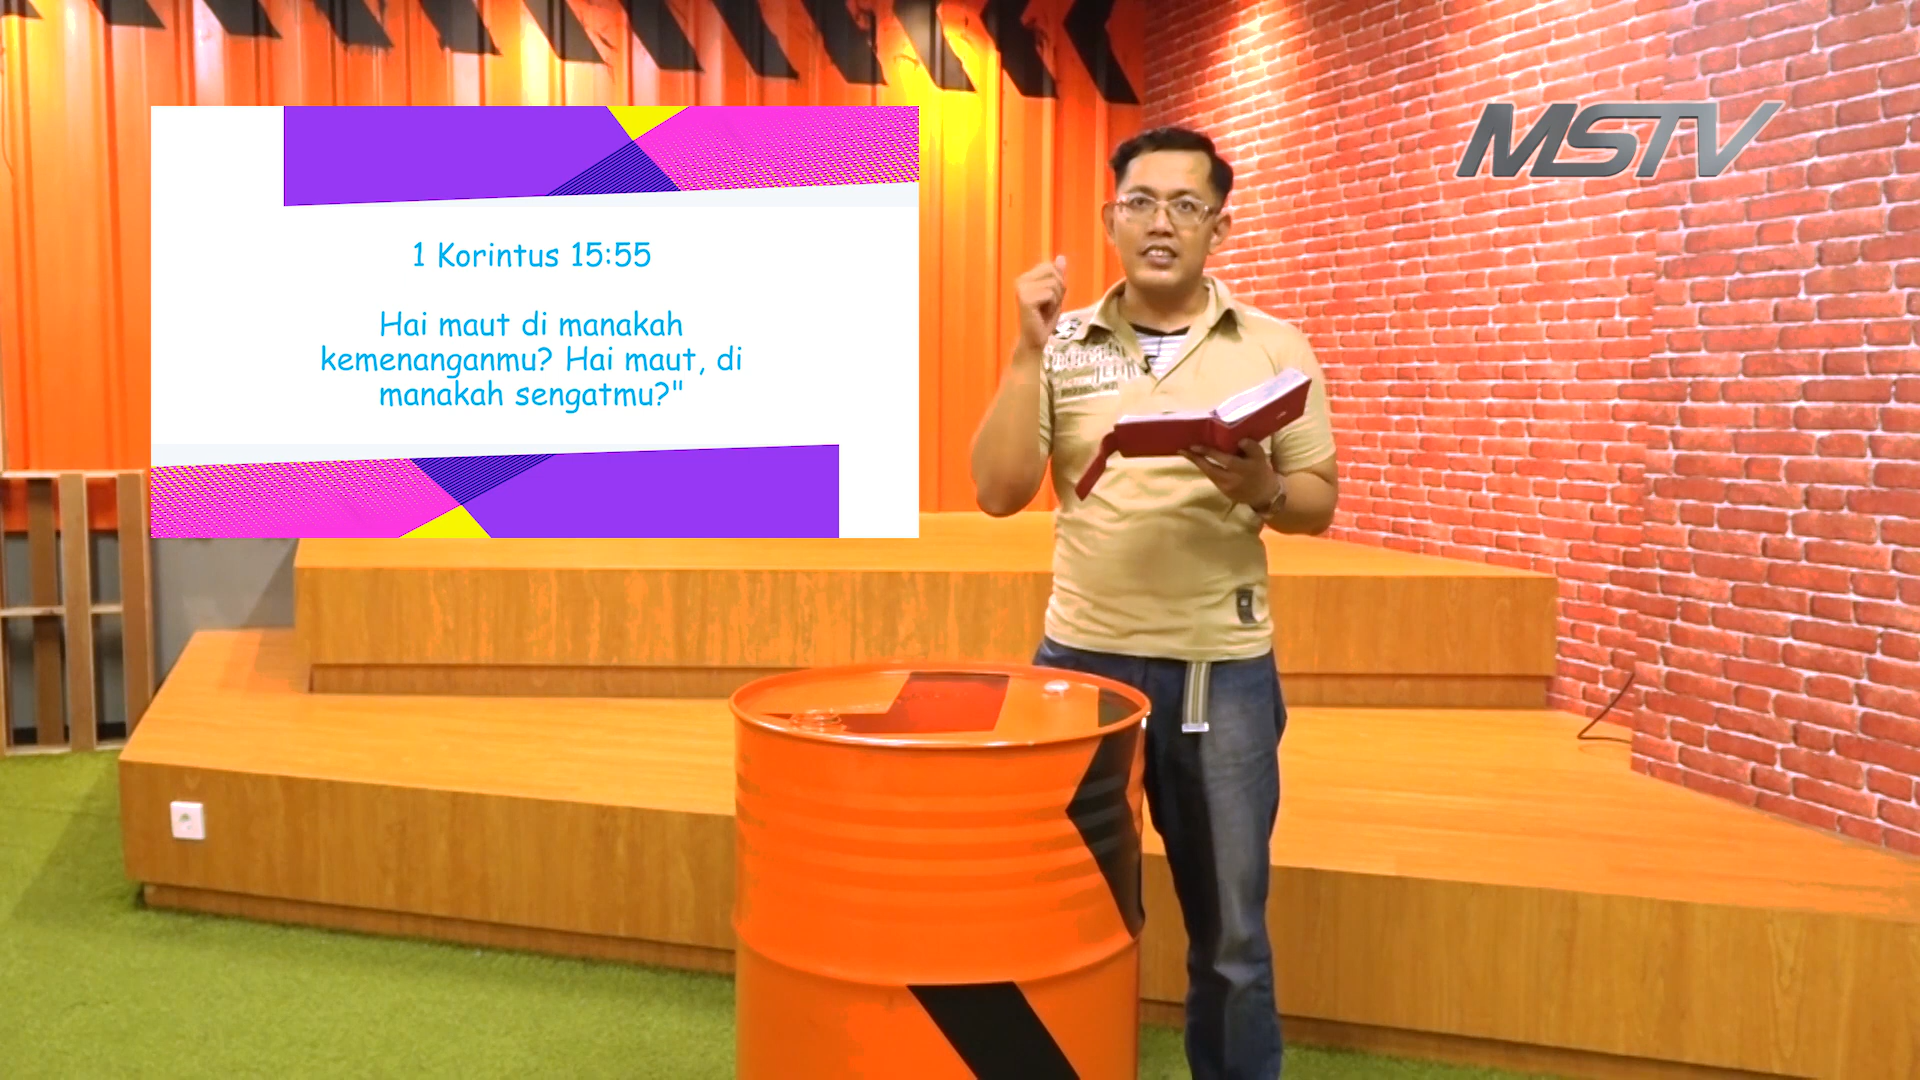 MSTV
1 Korintus 15:55
Hai maut di manakah
kemenanganmu? Hai maut, di
manakah sengatmu?"